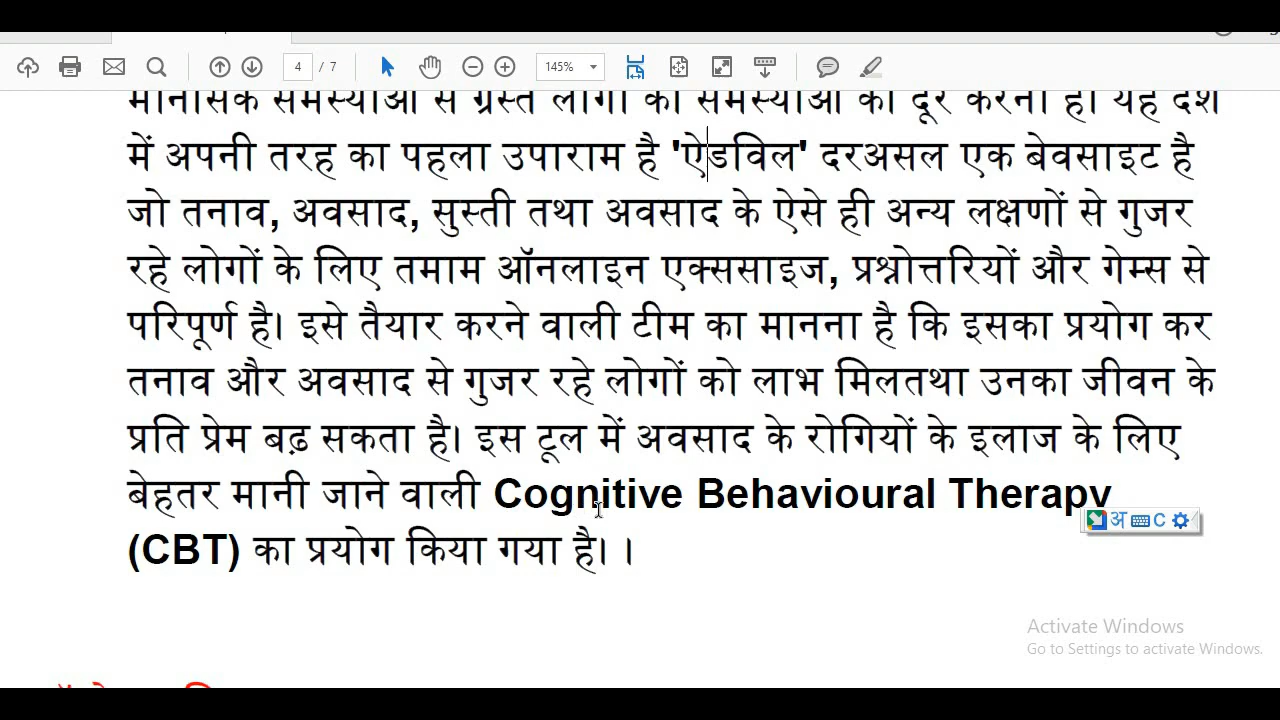 4 / 7
145%
मानसिक समस्याओं से ग्रस्त लोगों की समस्याओं को दूर करना है। यह देश
में अपनी तरह का पहला उपाराम है 'ऐडविल' दरअसल एक बेवसाइट है
जो तनाव, अवसाद, सुस्ती तथा अवसाद के ऐसे ही अन्य लक्षणों से गुजर
रहे लोगों के लिए तमाम ऑनलाइन एक्ससाइज, प्रश्नोत्तरियों और गेम्स से
परिपूर्ण है। इसे तैयार करने वाली टीम का मानना है कि इसका प्रयोग कर
तनाव और अवसाद से गुजर रहे लोगों को लाभ मिलतथा उनका जीवन के
प्रति प्रेम बढ़ सकता है। इस टूल में अवसाद के रोगियों के इलाज के लिए
बेहतर मानी जाने वाली Cognitive Behavioural Therapy
(CBT) का प्रयोग किया गया है। ।
अ C
Activate Windows
Go to Settings to activate Windows.